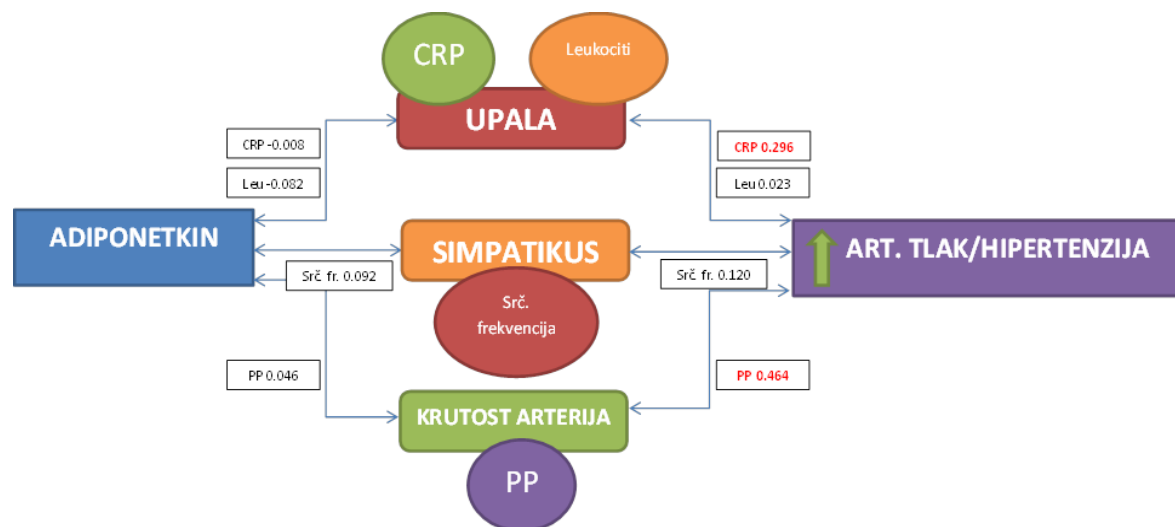 CRP
Leukociti
UPALA
CRP -0.008
CRP 0.296
Leu -0.082
Leu 0.023
ADIPONETKIN
SIMPATIKUS
ART. TLAK/HIPERTENZIJA
Srč. fr. 0.092
Srč. fr. 0.120
Srč.
frekvencija
PP 0.046
PP 0.464
KRUTOST ARTERIJA
PP